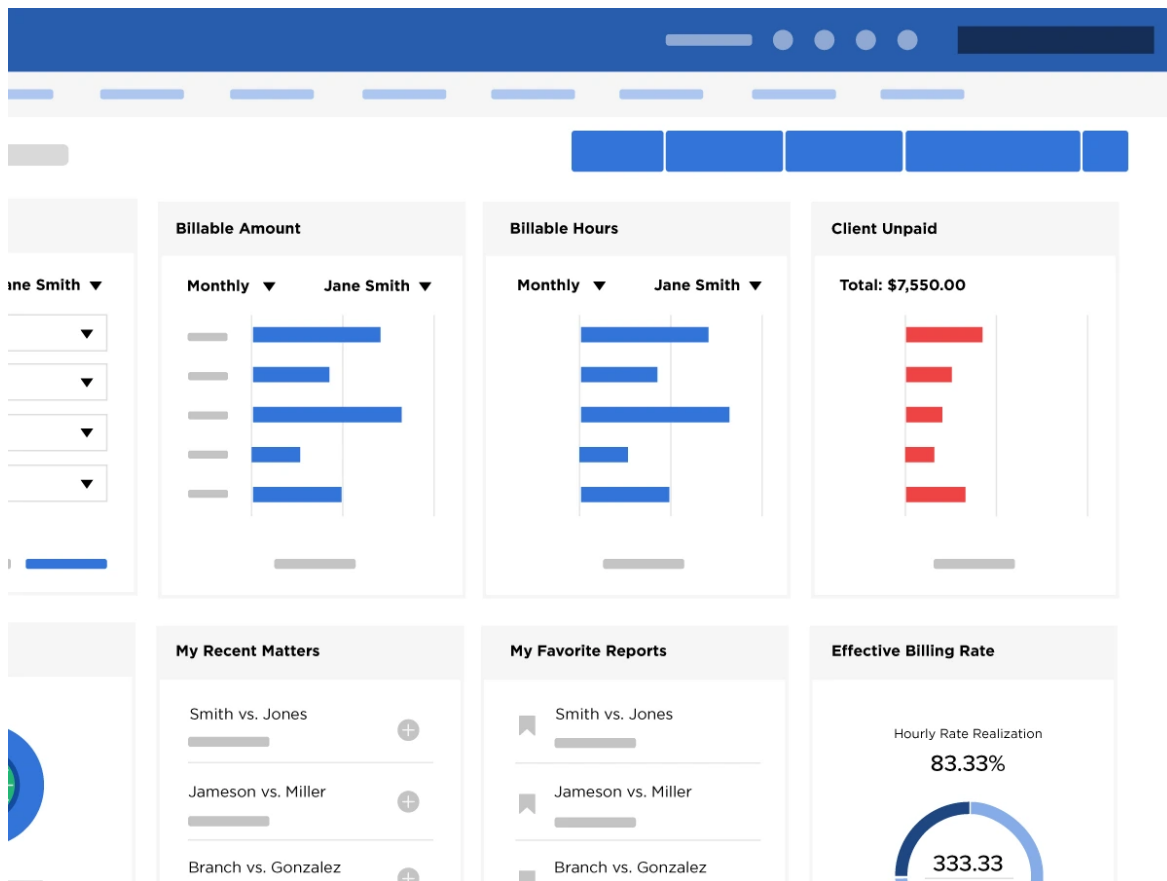 Billable Amount
Billable Hours
Client Unpaid
Smith
Monthly
Jane Smith
Monthly
Jane Smith
Total: $7,550.00
My Recent Matters
My Favorite Reports
Effective Billing Rate
Smith vs. Jones
Smith vs. Jones
Hourly Rate Realization
83.33%
Jameson vs. Miller
Jameson vs. Miller
333.33
Branch vs. Gonzalez
Branch vs. Gonzalez